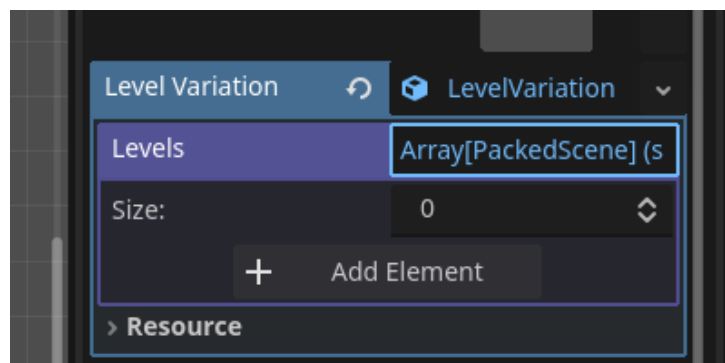 Level Variation LevelVariation
Levels Array[PackedScene] (s
Size: 0
+ Add Element
> Resource